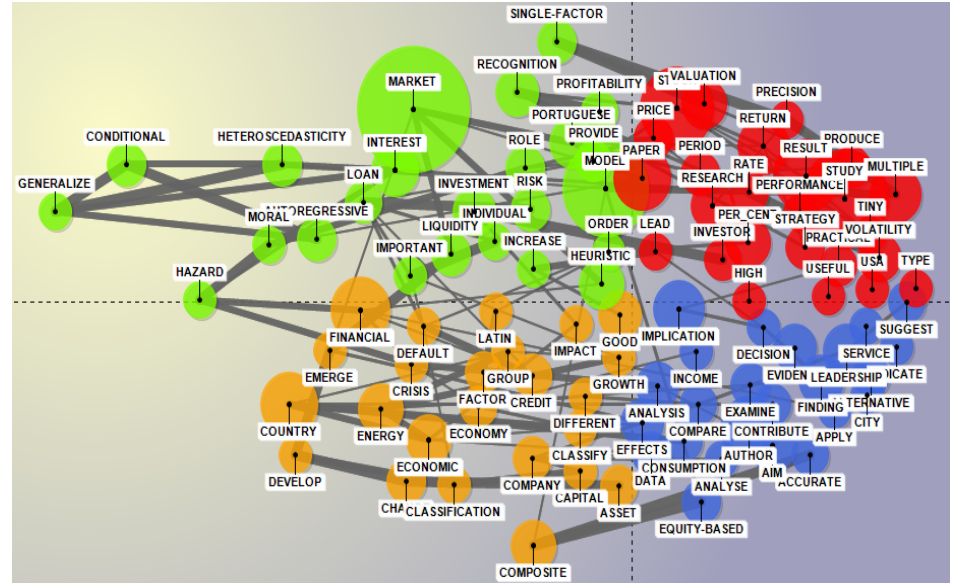 SINGLE-FACTOR
RECOGNITION
MARKET
PROFITABILITY
VALUATION
PRECISION
PORTUGUESE
PRICE
RETURN
CONDITIONAL
HETEROSCEDASTICITY
INTEREST
ROLE
PROVIDE
PAPER
PERIOD
RESULT
PRODUCE
GENERALIZE
LOAN
INVESTMENT
RISK
MODEL
RESEARCH
RATE
PERFORMANCE
STUDY
MULTIPLE
MORAL
AUTOREGRESSIVE
LIQUIDITY
INDIVIDUAL
ORDER
LEAD
PER_CENT
STRATEGY
TINY
IMPORTANT
INCREASE
HEURISTIC
INVESTOR
VOLATILITY
HAZARD
HIGH
USEFUL
USA
TYPE
FINANCIAL
DEFAULT
LATIN
IMPACT
GOOD
IMPLICATION
SUGGEST
EMERGE
CRISIS
GROUP
GROWTH
INCOME
DECISION
SERVICE
LEADERSHIP
FACTOR
CREDIT
COUNTRY
ENERGY
ECONOMY
DIFFERENT
ANALYSIS
COMPARE
EXAMINE
FINDING
CITY
ECONOMIC
CLASSIFY
EFFECTS
CONTRIBUTE
APPLY
DEVELOP
COMPANY
DATA
AUTHOR
AIM
ACCURATE
CLASSIFICATION
CAPITAL
ASSET
ANALYSE
EQUITY-BASED
COMPOSITE